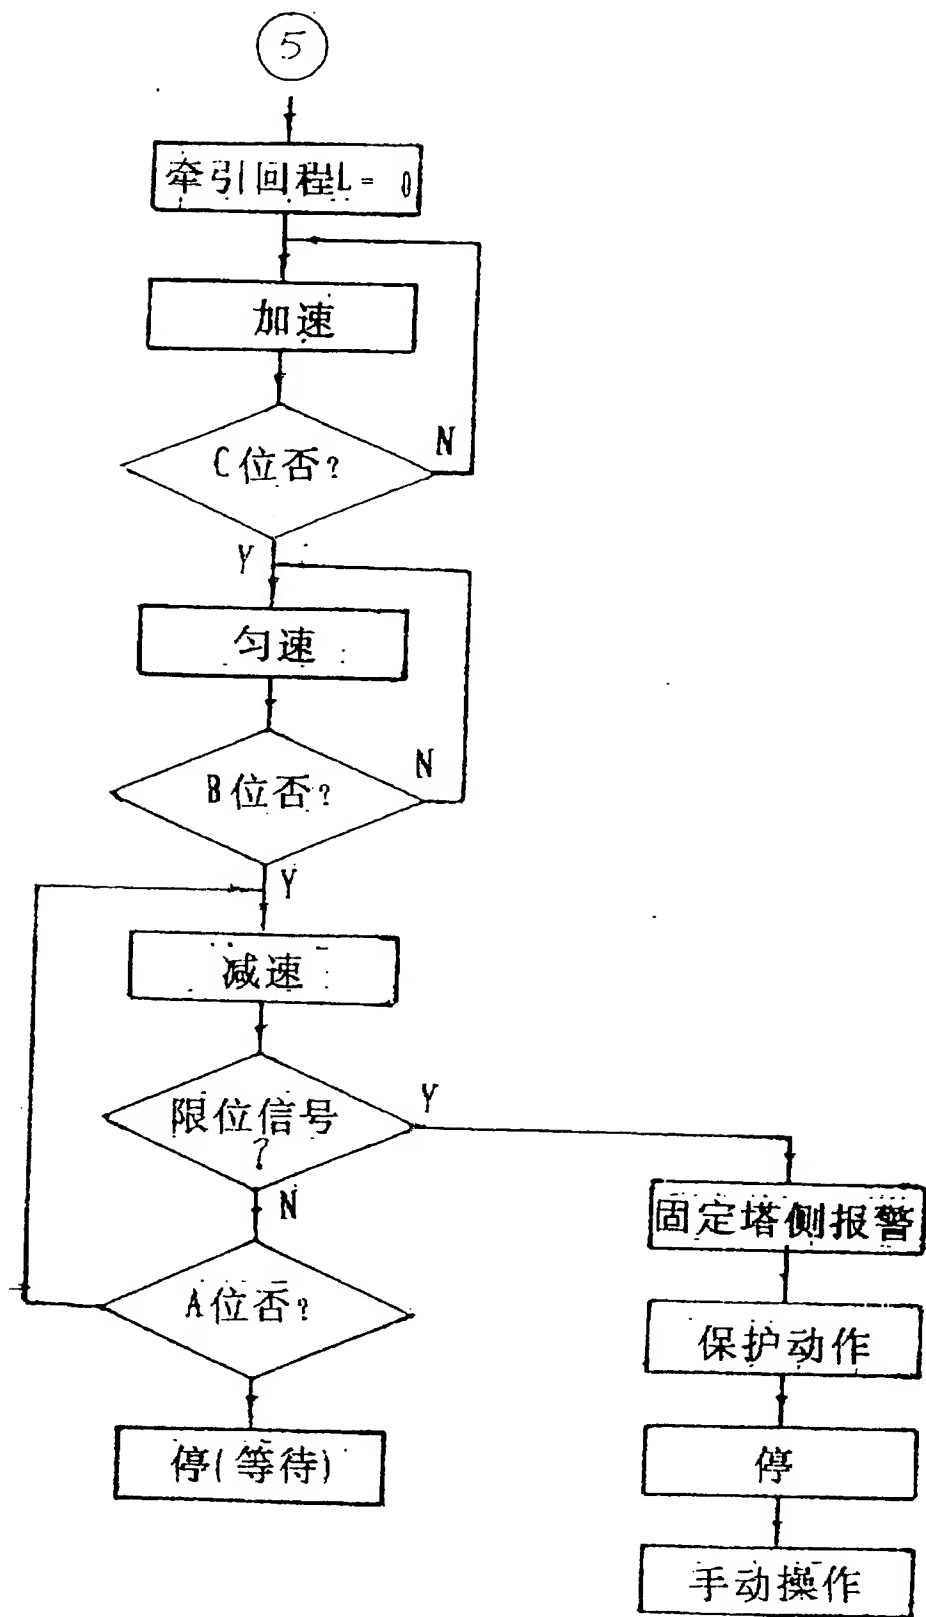 5
牵引回程L= 0
加速
C位否?
N
Y
匀速
B位否?
N
Y
减速
限位信号
?
Y
N
固定塔侧报警
A位否?
保护动作
停(等待)
停
手动操作